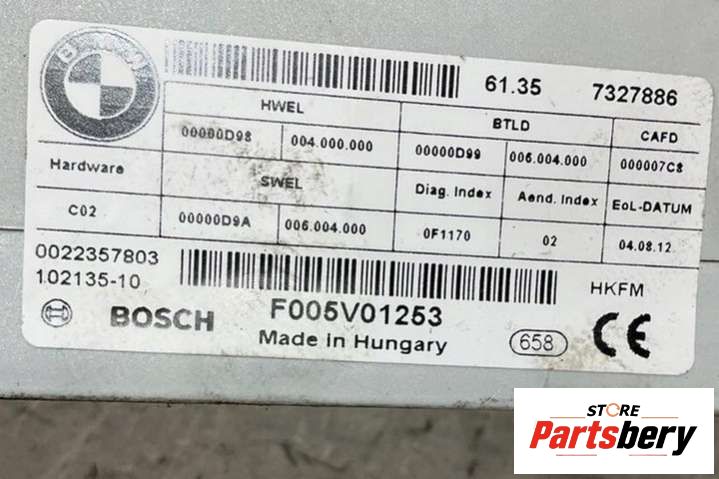 BMW
61.35 7327886
HWEL BTLD CAFD
00000D98 004.000.000 00000D99 006.004.000 000007C8
Hardware SWEL Diag. Index Aend. Index EoL-DATUM
C02 00000D9A 006.004.000 0F1170 02 04.08.12
0022357803
102135-10 HKFM
BOSCH F005V01253
Made in Hungary 658 CE
STORE
Partsbery